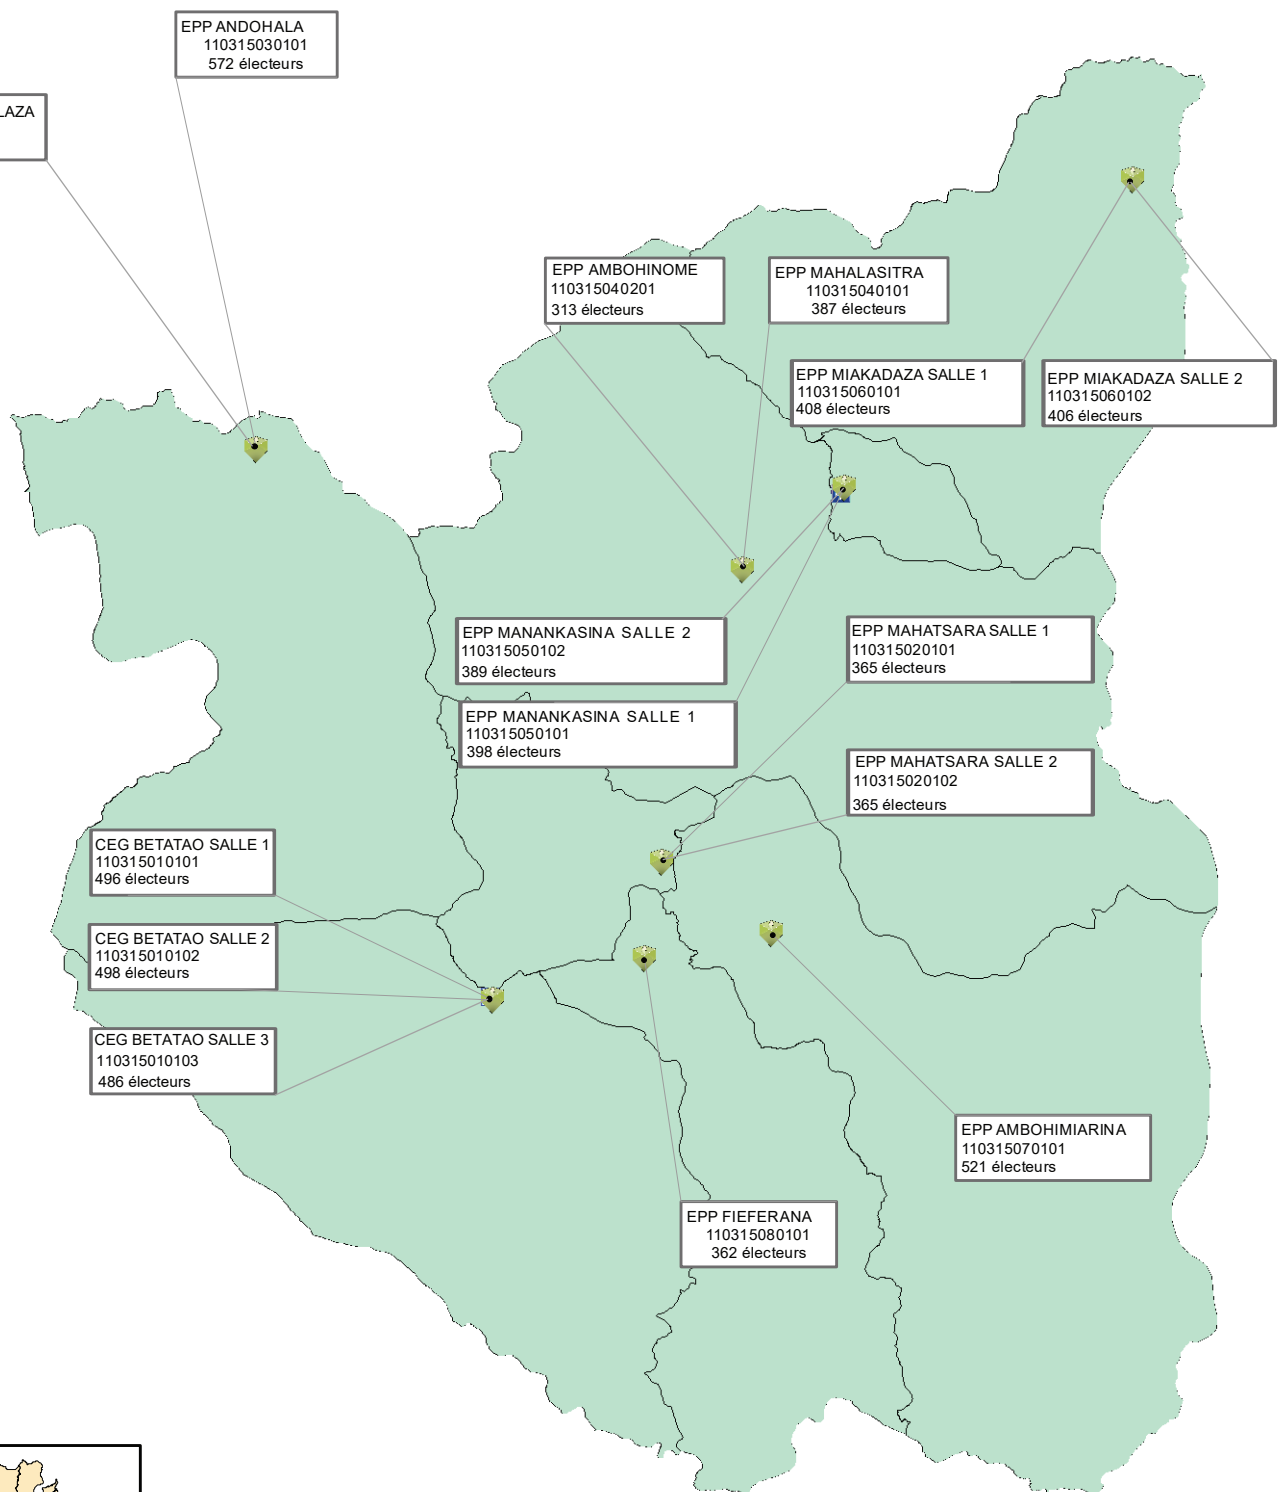 EPP ANDOHALA
110315030101
572 électeurs
EPP AMBOHINOME
110315040201
313 électeurs
EPP MAHALASITRA
110315040101
387 électeurs
EPP MIAKADAZA SALLE 1
110315060101
408 électeurs
EPP MIAKADAZA SALLE 2
110315060102
406 électeurs
EPP MANANKASINA SALLE 2
110315050102
389 électeurs
EPP MAHATSARA SALLE 1
110315020101
365 électeurs
EPP MANANKASINA SALLE 1
110315050101
398 électeurs
EPP MAHATSARA SALLE 2
110315020102
365 électeurs
CEG BETATAO SALLE 1
110315010101
496 électeurs
CEG BETATAO SALLE 2
110315010102
498 électeurs
CEG BETATAO SALLE 3
110315010103
486 électeurs
EPP AMBOHIMIARINA
110315070101
521 électeurs
EPP FIEFERANA
110315080101
362 électeurs